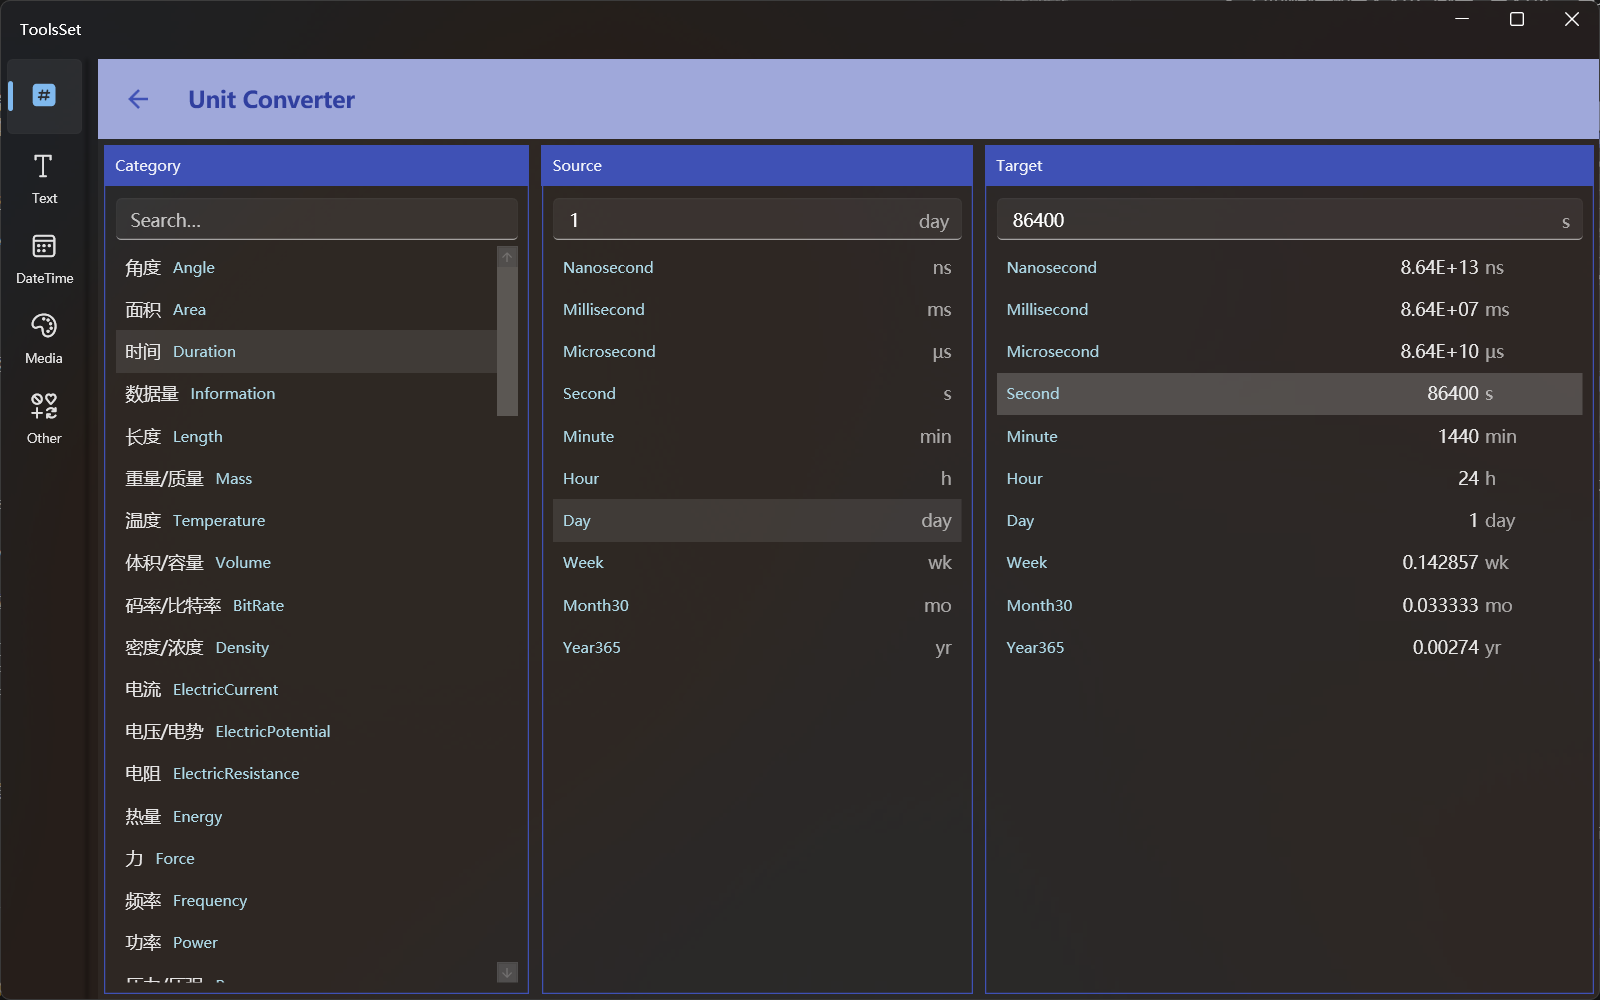 ToolsSet
#
Text
DateTime
Media
Other
Unit Converter
Category
Search...
角度 Angle
面积 Area
时间 Duration
数据量 Information
长度 Length
重量/质量 Mass
温度 Temperature
体积/容量 Volume
码率/比特率 BitRate
密度/浓度 Density
电流 ElectricCurrent
电压/电势 ElectricPotential
电阻 ElectricResistance
热量 Energy
力 Force
频率 Frequency
功率 Power
Source
1 day
Nanosecond ns
Millisecond ms
Microsecond µs
Second s
Minute min
Hour h
Day day
Week wk
Month30 mo
Year365 yr
Target
86400 s
Nanosecond 8.64E+13 ns
Millisecond 8.64E+07 ms
Microsecond 8.64E+10 µs
Second 86400 s
Minute 1440 min
Hour 24 h
Day 1 day
Week 0.142857 wk
Month30 0.033333 mo
Year365 0.00274 yr